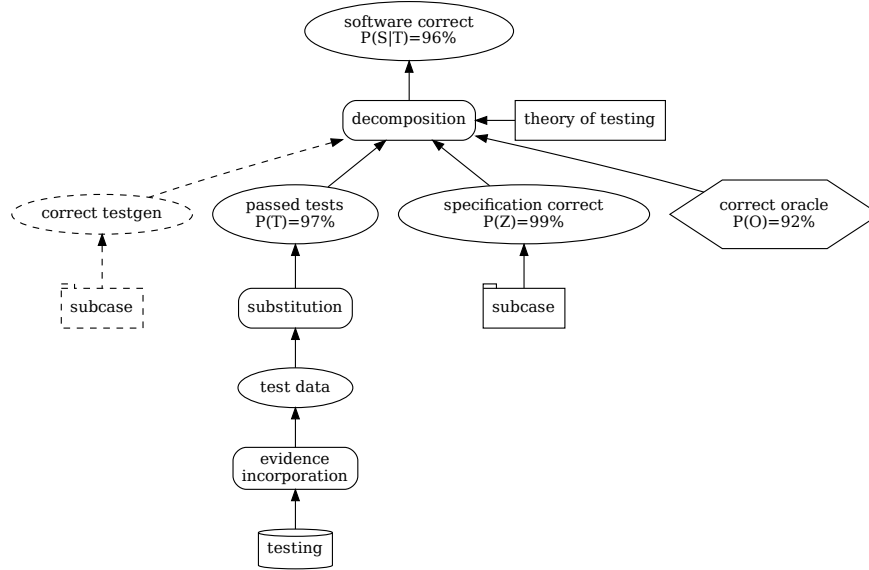 software correct
P(S|T)=96%
decomposition
theory of testing
correct testgen
passed tests
P(T)=97%
specification correct
P(Z)=99%
correct oracle
P(O)=92%
subcase
substitution
subcase
test data
evidence
incorporation
testing